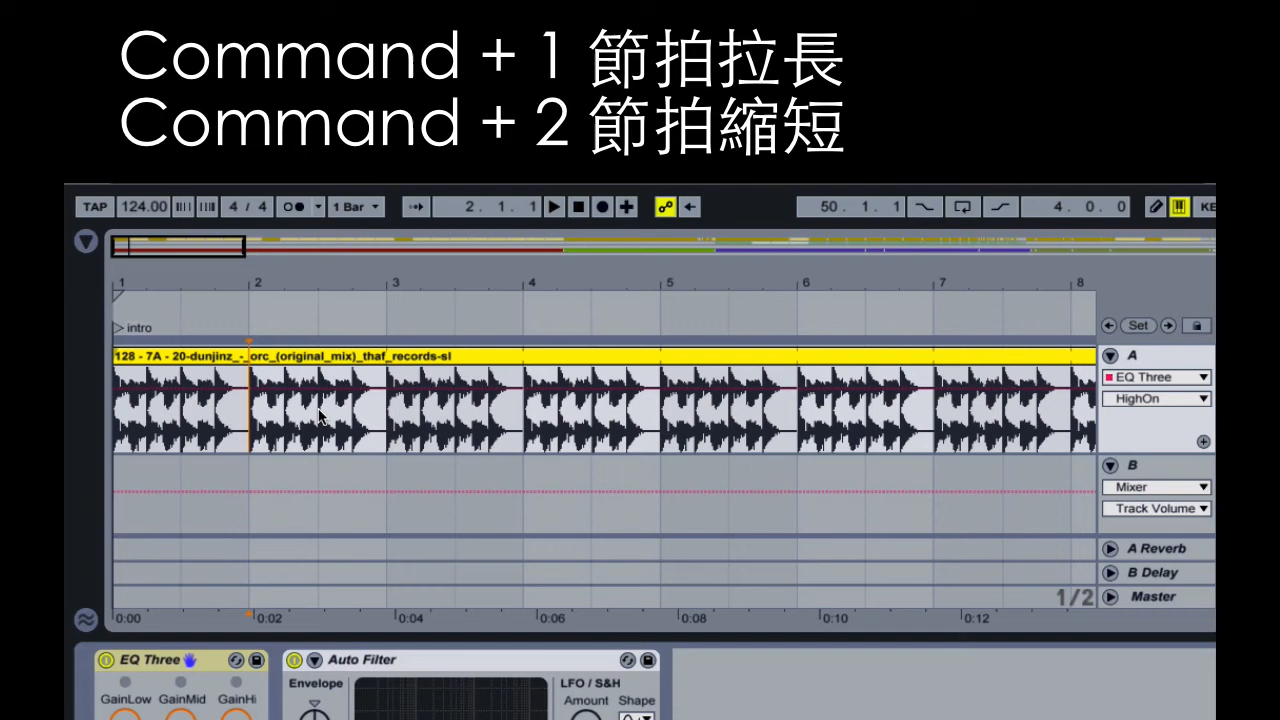 Command + 1 節拍拉長
Command + 2 節拍縮短
TAP 124.00 4 / 4 1 Bar 2. 1. 1 50. 1. 1 4. 0. 0 KE
1 2 3 4 5 6 7 8
intro
Set
128 - 7A - 20-dunjinz_-_orc_(original_mix)_thaf_records-sl
A
EQ Three
HighOn
B
Mixer
Track Volume
A Reverb
B Delay
1/2 Master
0:00 0:02 0:04 0:06 0:08 0:10 0:12
EQ Three Auto Filter
Envelope LFO / S&H
GainLow GainMid GainHi Amount Shape